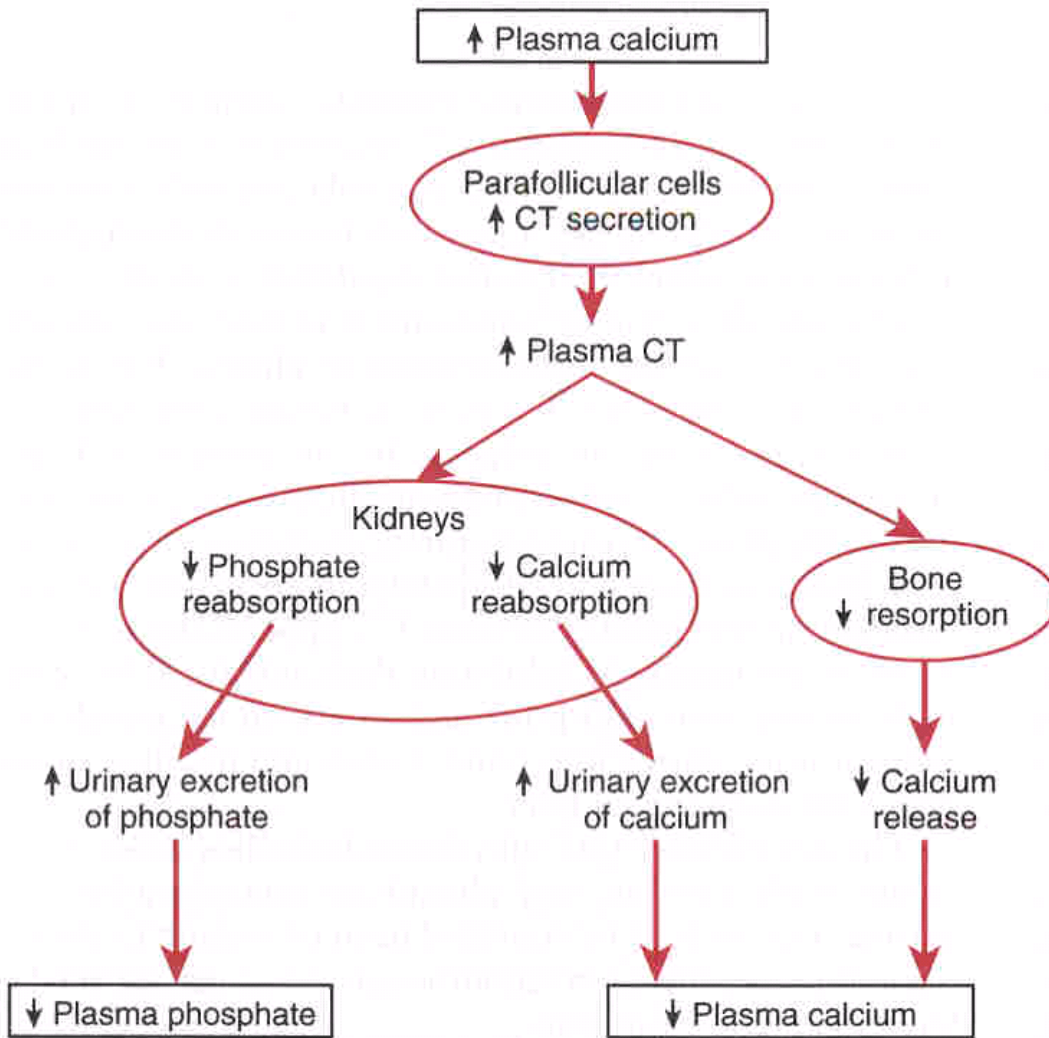 ↑ Plasma calcium
Parafollicular cells
↑ CT secretion
↑ Plasma CT
Kidneys
↓ Phosphate
reabsorption
↓ Calcium
reabsorption
Bone
↓ resorption
↑ Urinary excretion
of phosphate
↑ Urinary excretion
of calcium
↓ Calcium
release
↓ Plasma phosphate
↓ Plasma calcium